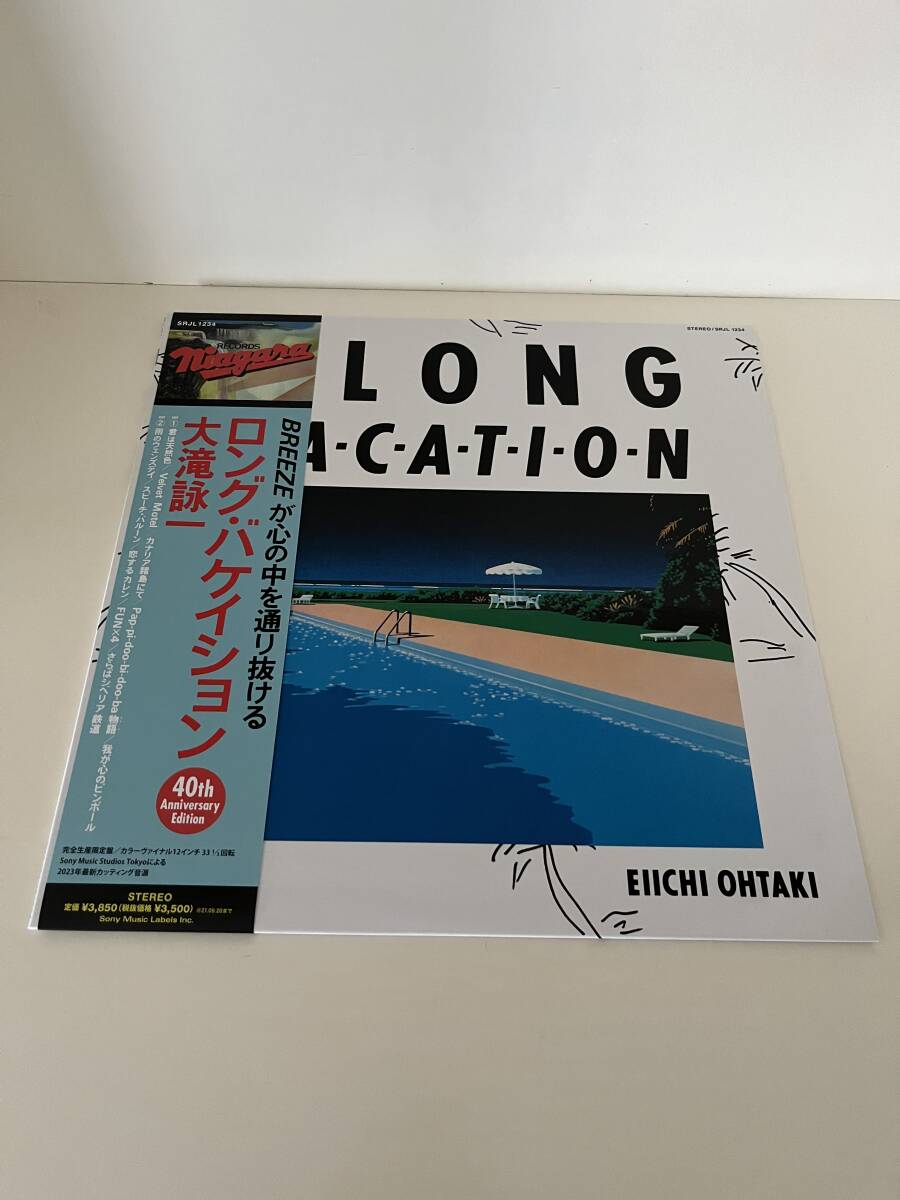 SRJL 1234
RECORDS
Niagara
BREEZE が心の中を通り抜ける
ロング・バケイション
大滝詠一
① 君は天然色／Velvet Motel カナリア諸島にて Pap-pi-doo-bi-doo-ba 物語／我が心のピンボール
② 雨のウェンズデイ／スピーチ・バルーン／恋するカレン／FUN×4／さらばシベリア鉄道
40th
Anniversary
Edition
完全生産限定盤／カラーヴァイナル12インチ 33 1/3回転
Sony Music Studios Tokyoによる
2023年最新カッティング音源
STEREO
定価 ¥3,850 (税抜価格 ¥3,500)
Sony Music Labels Inc.
STEREO / SRJL 1234
LONG
A-C-A-T-I-O-N
EIICHI OHTAKI